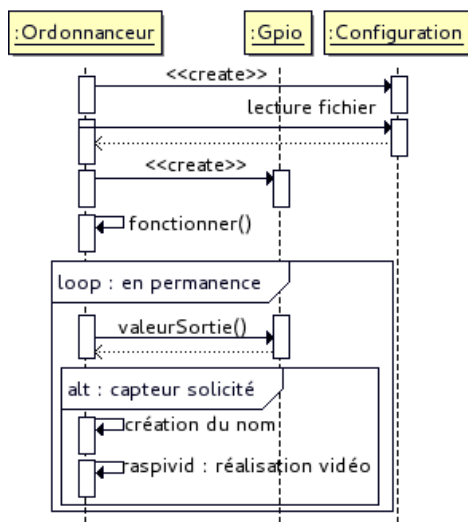 :Ordonnanceur :Gpio :Configuration
<<create>>
lecture fichier
<<create>>
fonctionner()
loop : en permanence
valeurSortie()
alt : capteur solicité
création du nom
raspivid : réalisation vidéo